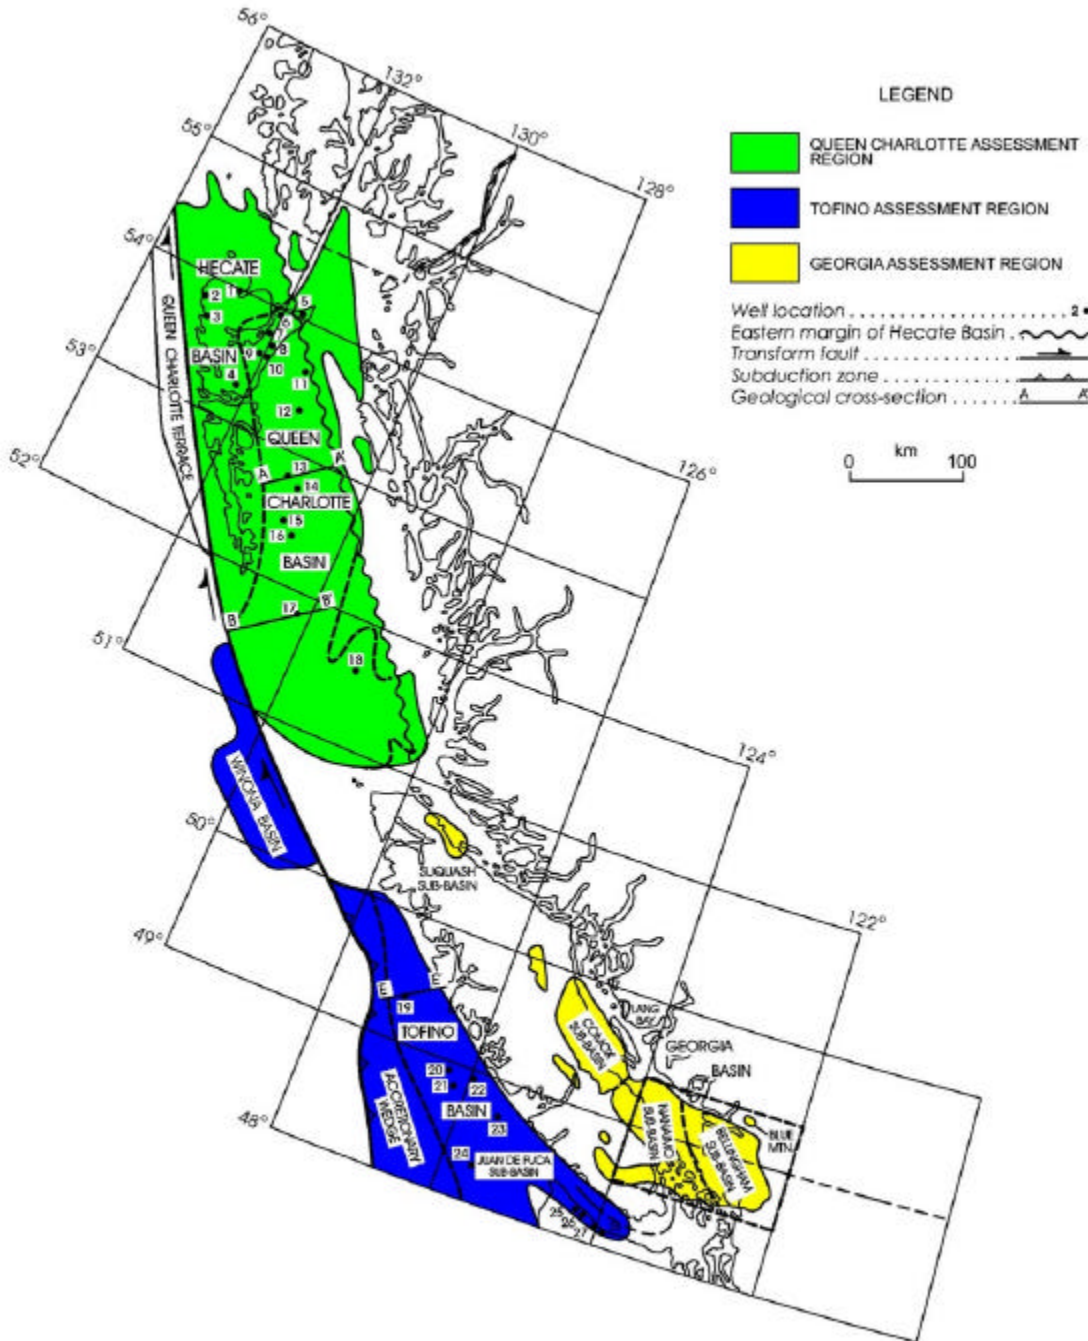 56°
132°
55°
130°
128°
54°
53°
52°
126°
51°
124°
50°
122°
49°
48°
LEGEND
QUEEN CHARLOTTE ASSESSMENT
REGION
TOFINO ASSESSMENT REGION
GEORGIA ASSESSMENT REGION
Well location . . . . . . . . . . . . . . . . . . . . . . 2
Eastern margin of Hecate Basin . .
Transform fault . . . . . . . . . . . . . . . .
Subduction zone . . . . . . . . . . . . . .
Geological cross-section . . . . . . A A'
km
0 100
HECATE
1
2
3
5
6
7
8
BASIN 9
10
4
11
12
QUEEN
QUEEN CHARLOTTE TERRACE
A 13 A'
14
CHARLOTTE
15
16
BASIN
B 17 B'
18
WINONA BASIN
SUQUASH
SUB-BASIN
E E'
19
TOFINO
20
21 22
BASIN
23
24
JUAN DE FUCA
SUB-BASIN
ACCRETIONARY
WEDGE
25
26
27
COMOX
SUB-BASIN
LANG
BAY
GEORGIA
BASIN
NANAIMO
SUB-BASIN
BELLINGHAM
SUB-BASIN
BLUE
MTN.